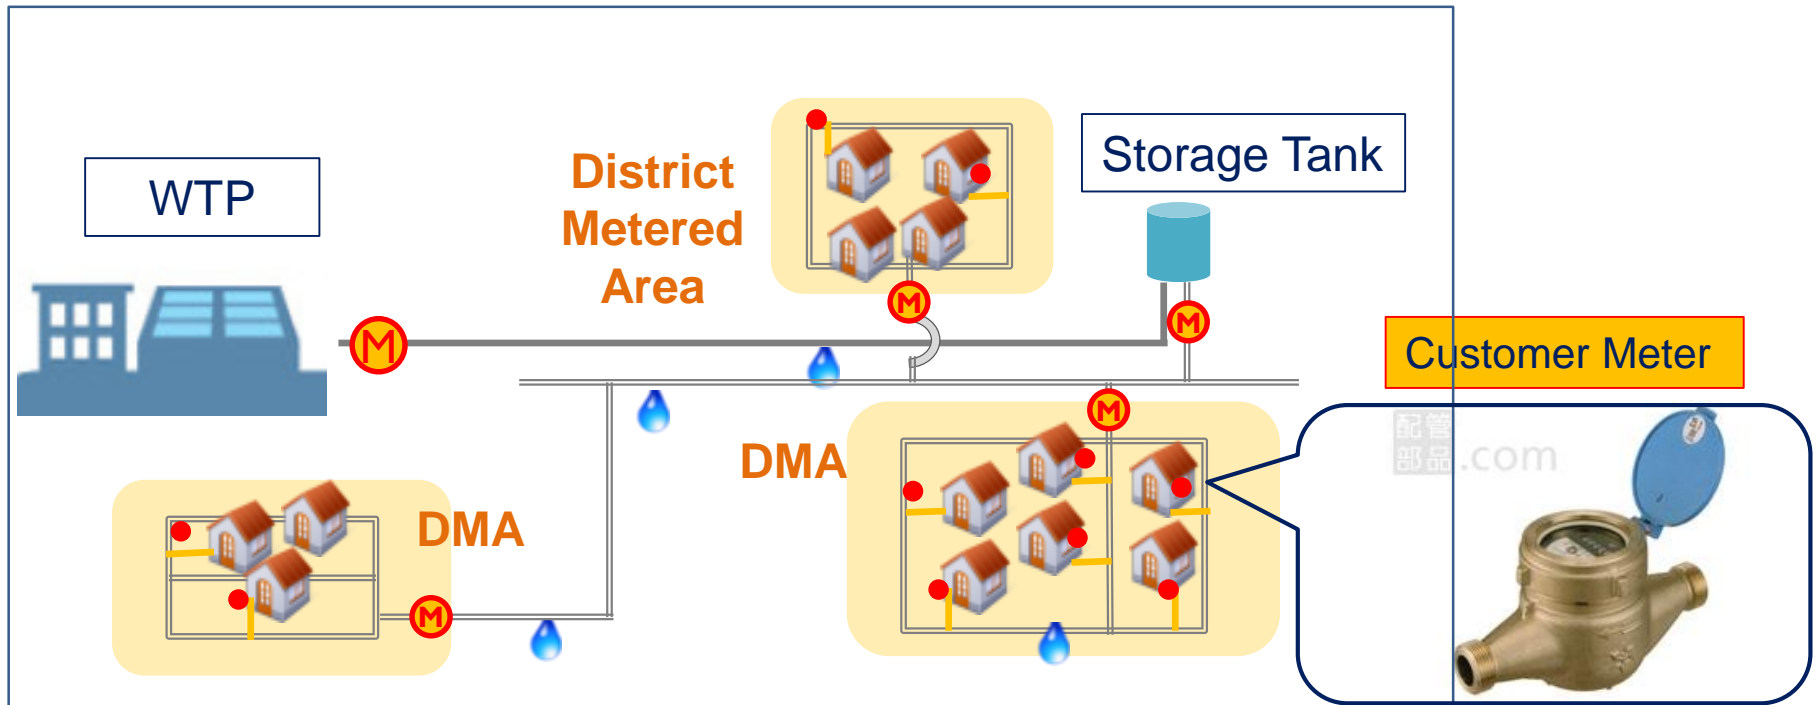 WTP
District
Metered
Area
Storage Tank
M
M
M
Customer Meter
M
DMA
DMA
M
配管
部品.com